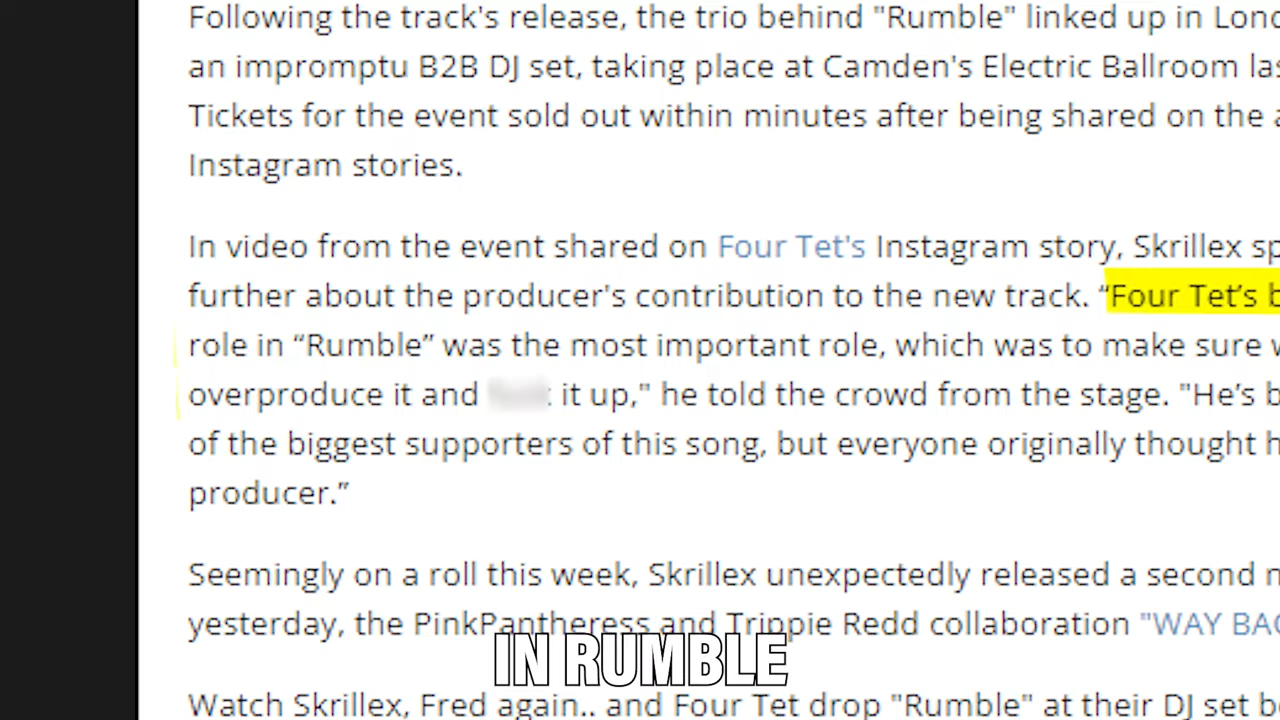 Following the track's release, the trio behind "Rumble" linked up in
an impromptu B2B DJ set, taking place at Camden's Electric Ballroom
Tickets for the event sold out within minutes after being shared on the
Instagram stories.
In video from the event shared on Four Tet's Instagram story, Skrillex
further about the producer's contribution to the new track. “Four Tet’s
role in “Rumble” was the most important role, which was to make sure
overproduce it and it up," he told the crowd from the stage. "He’s
of the biggest supporters of this song, but everyone originally thought
producer.”
Seemingly on a roll this week, Skrillex unexpectedly released a second
yesterday, the PinkPantheress and Trippie Redd collaboration "WAY
IN RUMBLE
Watch Skrillex, Fred again.. and Four Tet drop "Rumble" at their DJ set